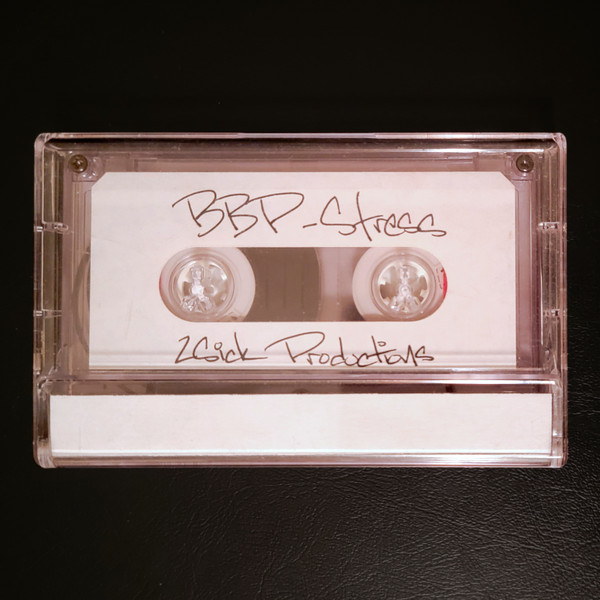 BBP - Stress
2Sick Productions